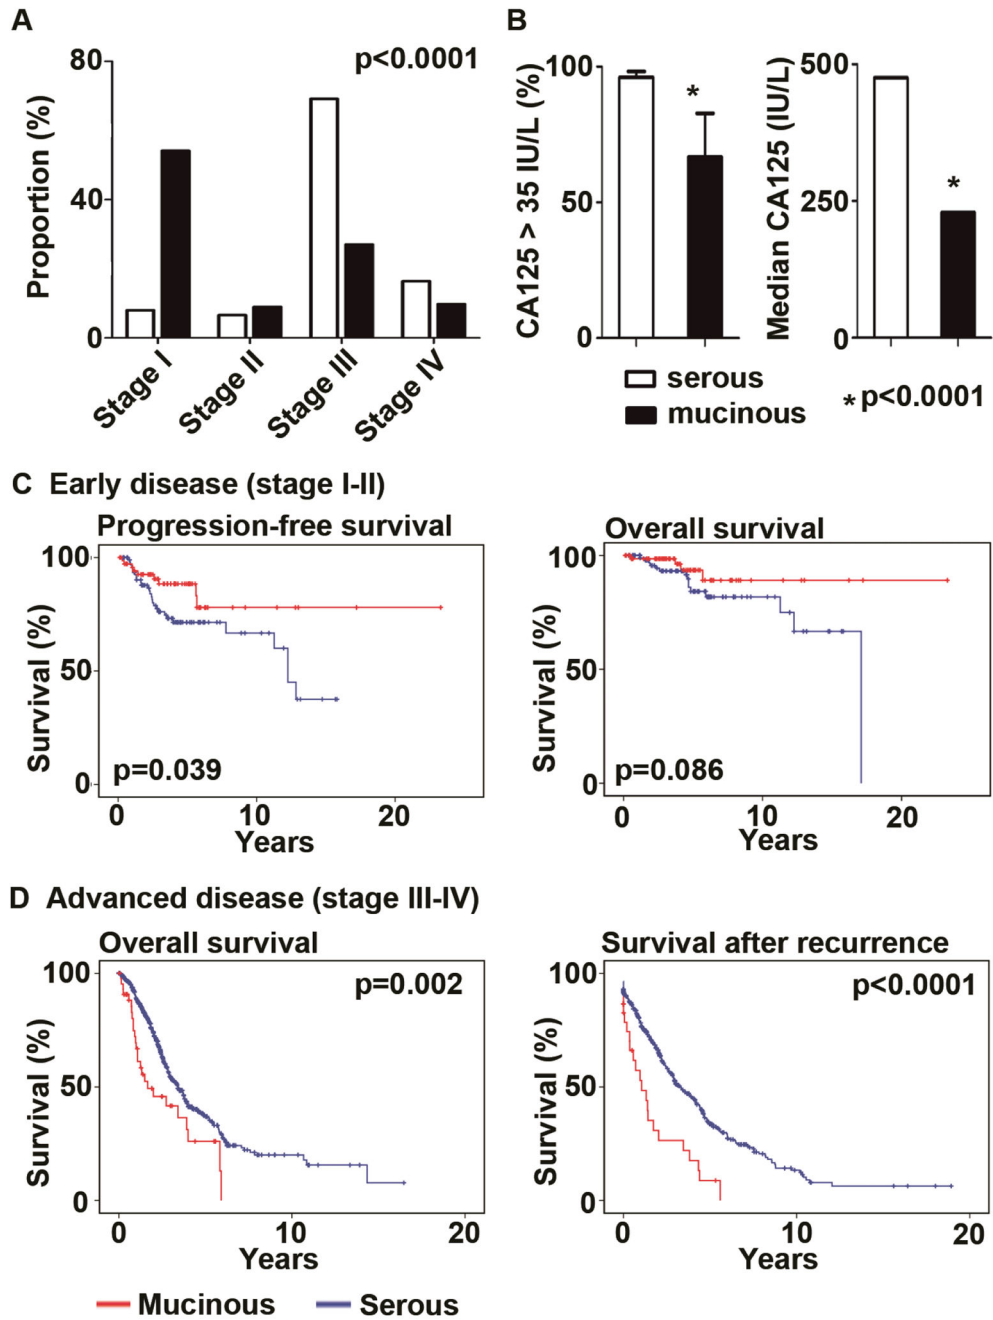 A
Proportion (%)
80
40
0
p<0.0001
Stage I
Stage II
Stage III
Stage IV
B
CA125 > 35 IU/L (%)
100
50
0
*
Median CA125 (IU/L)
500
250
0
*
serous
mucinous
* p<0.0001
C Early disease (stage I-II)
Progression-free survival
Survival (%)
100
50
0
p=0.039
0 10 20
Years
Overall survival
Survival (%)
100
50
0
p=0.086
0 10 20
Years
D Advanced disease (stage III-IV)
Overall survival
Survival (%)
100
50
0
p=0.002
0 10 20
Years
Survival after recurrence
Survival (%)
100
50
0
p<0.0001
0 10 20
Years
Mucinous Serous